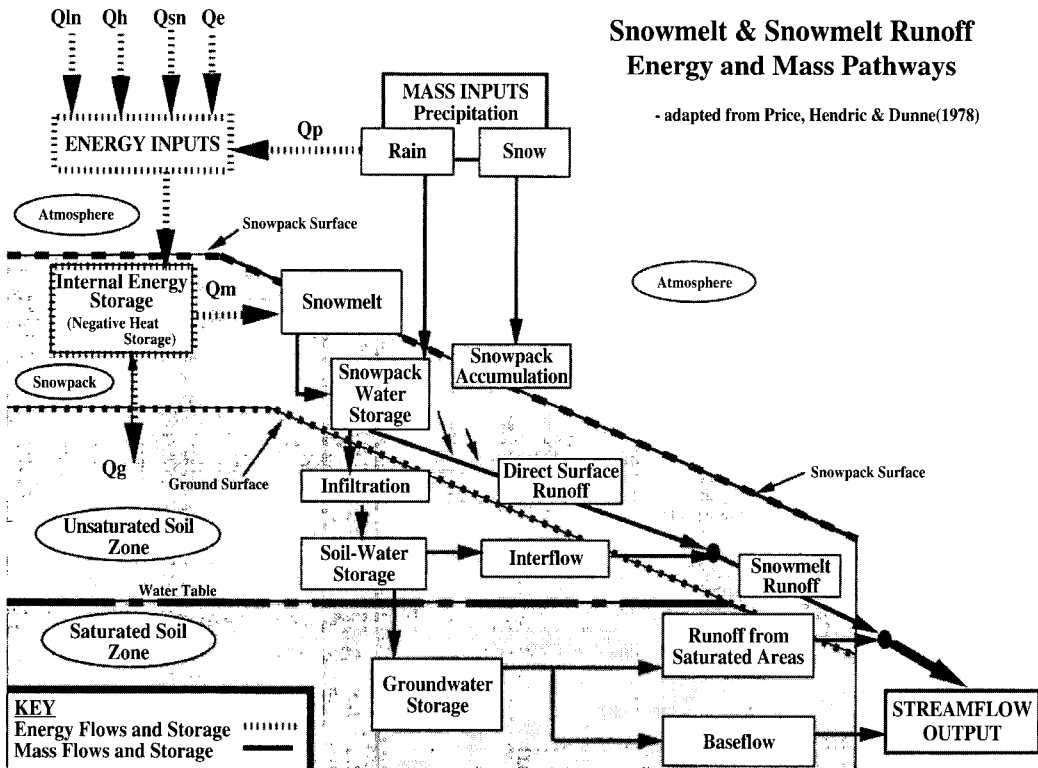 Qln Qh Qsn Qe
Snowmelt & Snowmelt Runoff
Energy and Mass Pathways
- adapted from Price, Hendric & Dunne(1978)
MASS INPUTS
Precipitation
ENERGY INPUTS
Qp
Rain
Snow
Atmosphere
Snowpack Surface
Atmosphere
Internal Energy
Storage
(Negative Heat
Storage)
Qm
Snowmelt
Snowpack
Snowpack
Water
Storage
Snowpack
Accumulation
Qg
Ground Surface
Infiltration
Direct Surface
Runoff
Snowpack Surface
Unsaturated Soil
Zone
Soil-Water
Storage
Interflow
Snowmelt
Runoff
Water Table
Saturated Soil
Zone
Groundwater
Storage
Runoff from
Saturated Areas
Baseflow
STREAMFLOW
OUTPUT
KEY
Energy Flows and Storage
Mass Flows and Storage